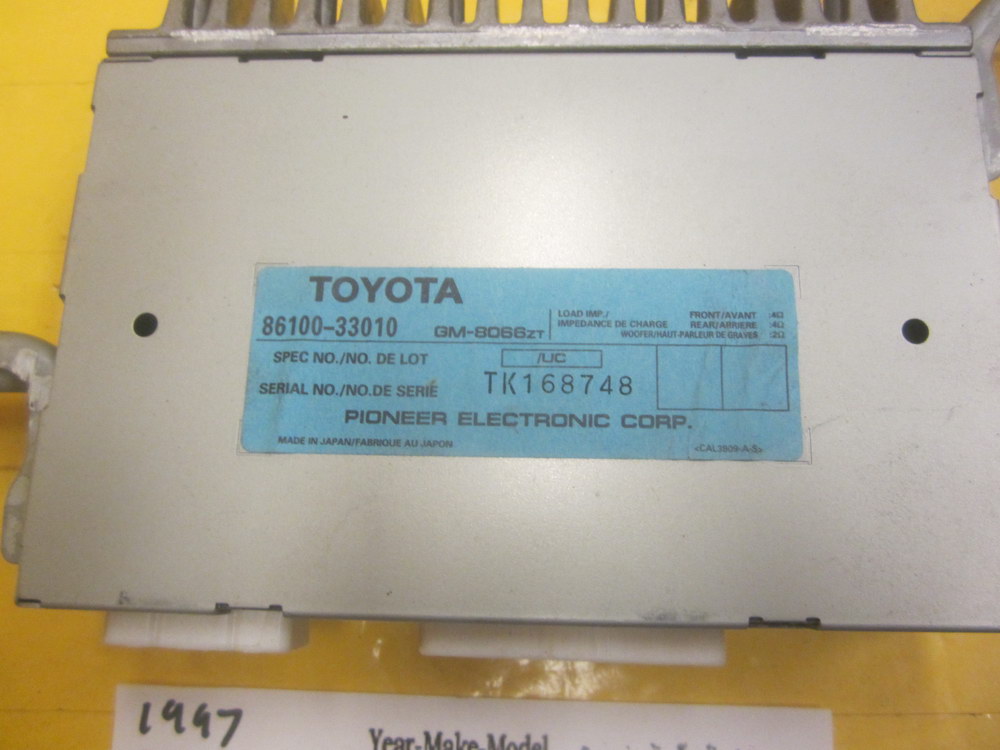 TOYOTA
86100-33010 GM-8066ZT
LOAD IMP./ FRONT/AVANT :4Ω
IMPEDANCE DE CHARGE REAR/ARRIERE :4Ω
WOOFER/HAUT-PARLEUR DE GRAVES :2Ω
SPEC NO./NO. DE LOT /UC
SERIAL NO./NO.DE SERIE TK168748
PIONEER ELECTRONIC CORP.
MADE IN JAPAN/FABRIQUE AU JAPON <CAL3909-A-S>
1997
Year-Make-Model